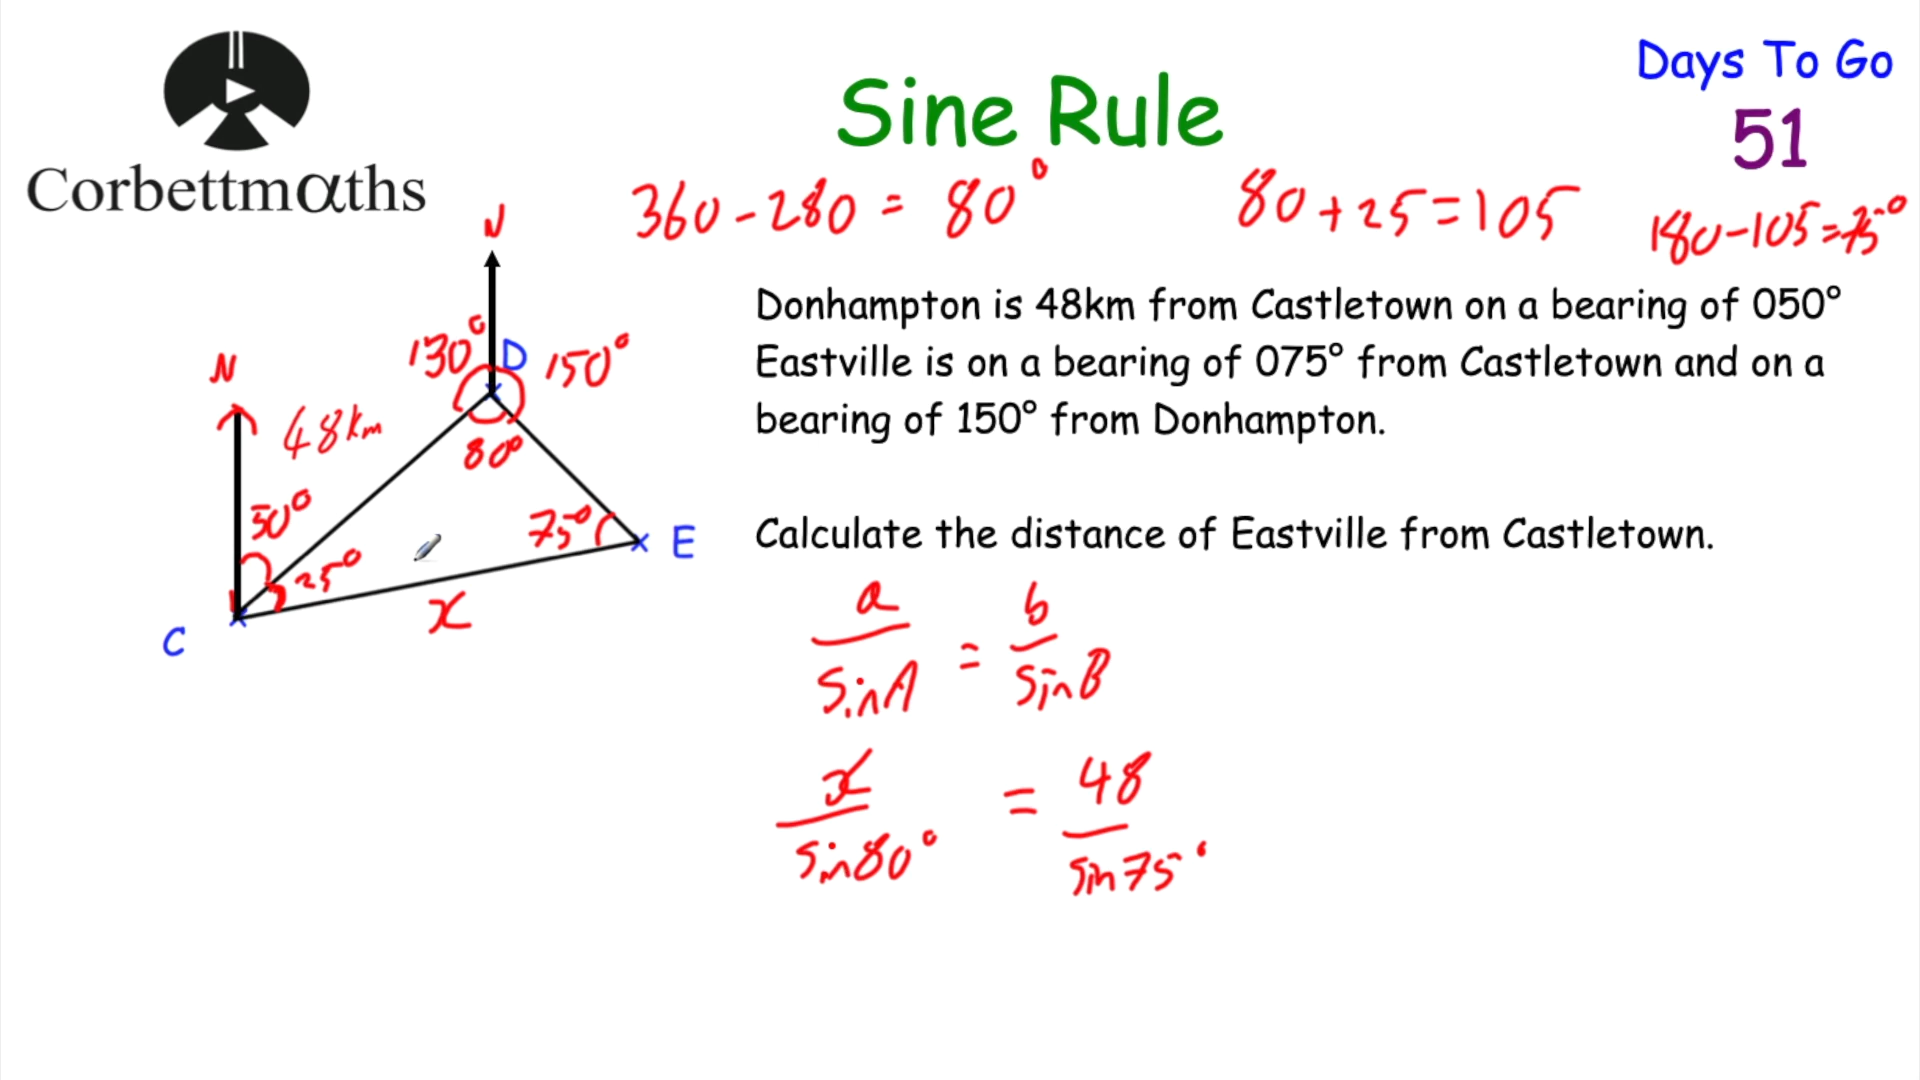 Corbettmαths
Sine Rule
Days To Go
51
360-280 = 80°
80+25=105
180-105=75°
N
N
130°
D
150°
48km
80°
50°
25°
75°
E
x
C
Donhampton is 48km from Castletown on a bearing of 050°
Eastville is on a bearing of 075° from Castletown and on a
bearing of 150° from Donhampton.
Calculate the distance of Eastville from Castletown.
a/SinA = b/SinB
x/Sin80° = 48/Sin75°